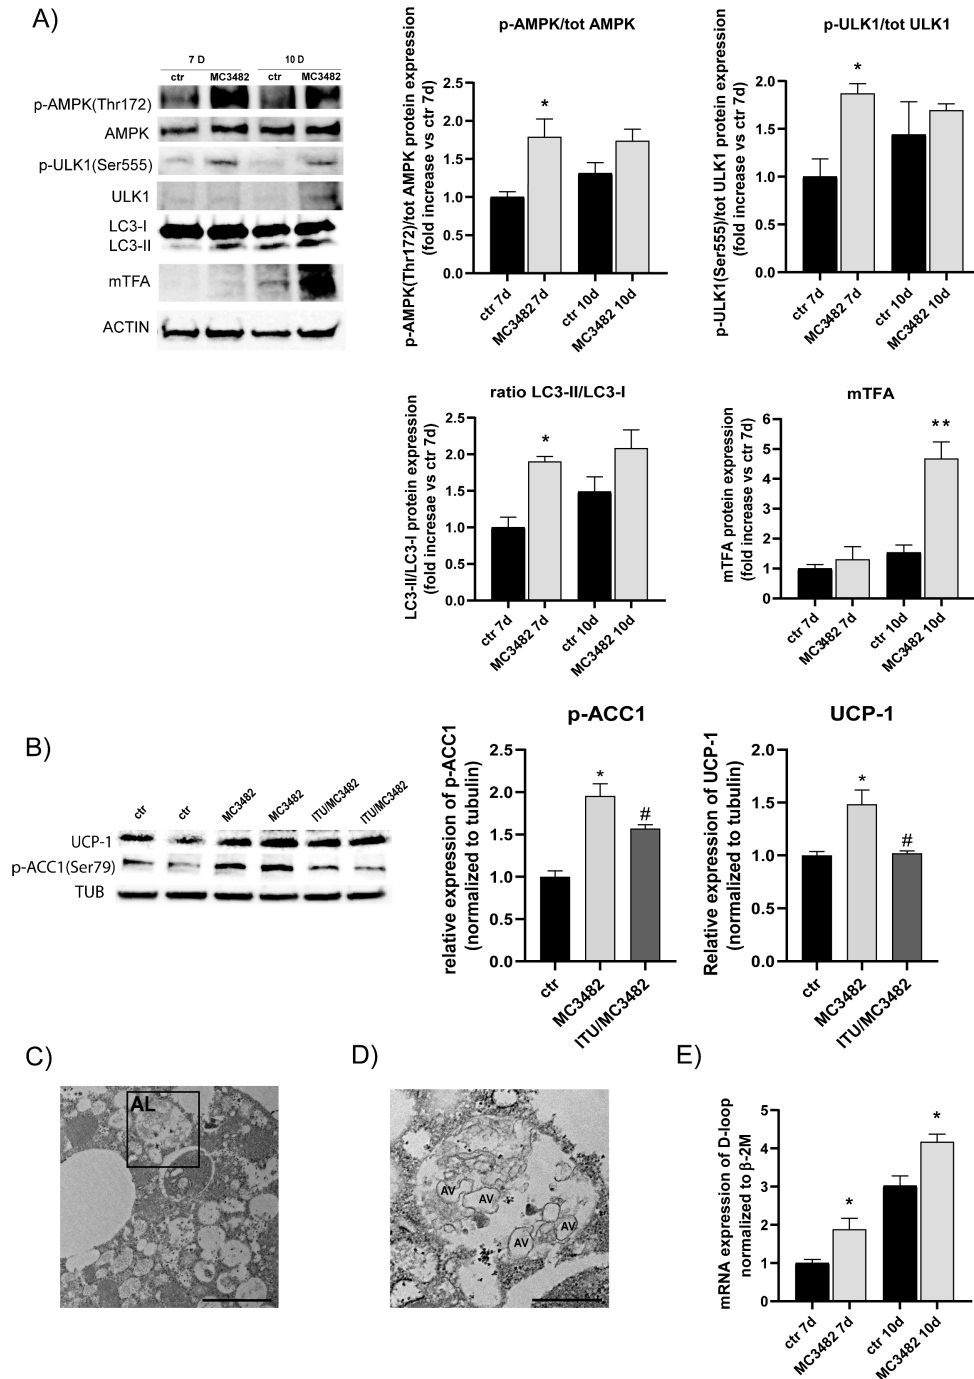 A)
7 D
10 D
ctr
MC3482
ctr
MC3482
p-AMPK(Thr172)
AMPK
p-ULK1(Ser555)
ULK1
LC3-I
LC3-II
mTFA
ACTIN
p-AMPK/tot AMPK
p-AMPK(Thr172)/tot AMPK protein expression
(fold increase vs ctr 7d)
2.5
2.0
1.5
1.0
0.5
0.0
*
ctr 7d
MC3482 7d
ctr 10d
MC3482 10d
p-ULK1/tot ULK1
p-ULK1(Ser555)/tot ULK1 protein expression
(fold increase vs ctr 7d)
2.0
1.5
1.0
0.5
0.0
*
ctr 7d
MC3482 7d
ctr 10d
MC3482 10d
ratio LC3-II/LC3-I
LC3-II/LC3-I protein expression
(fold incresae vs ctr 7d)
2.5
2.0
1.5
1.0
0.5
0.0
*
ctr 7d
MC3482 7d
ctr 10d
MC3482 10d
mTFA
mTFA protein expression
(fold increase vs ctr 7d)
6
5
4
2
1
0
**
ctr 7d
MC3482 7d
ctr 10d
MC3482 10d
B)
ctr
ctr
MC3482
MC3482
ITU/MC3482
ITU/MC3482
UCP-1
p-ACC1(Ser79)
TUB
p-ACC1
relative expression of p-ACC1
(normalized to tubulin)
2.5
2.0
1.5
1.0
0.5
0.0
*
#
ctr
MC3482
ITU/MC3482
UCP-1
Relative expression of UCP-1
(normalized to tubulin)
2.0
1.5
1.0
0.5
0.0
*
#
ctr
MC3482
ITU/MC3482
C)
AL
D)
AV
AV
AV
AV
E)
mRNA expression of D-loop
normalized to β-2M
5
4
3
2
1
0
*
*
ctr 7d
MC3482 7d
ctr 10d
MC3482 10d